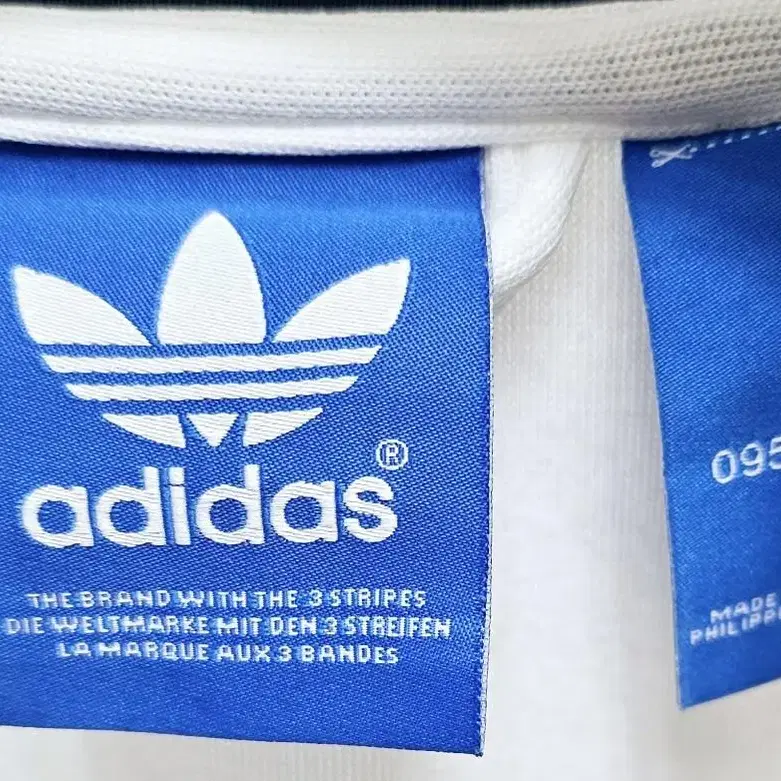 adidas®
THE BRAND WITH THE 3 STRIPES
DIE WELTMARKE MIT DEN 3 STREIFEN
LA MARQUE AUX 3 BANDES
095
MADE